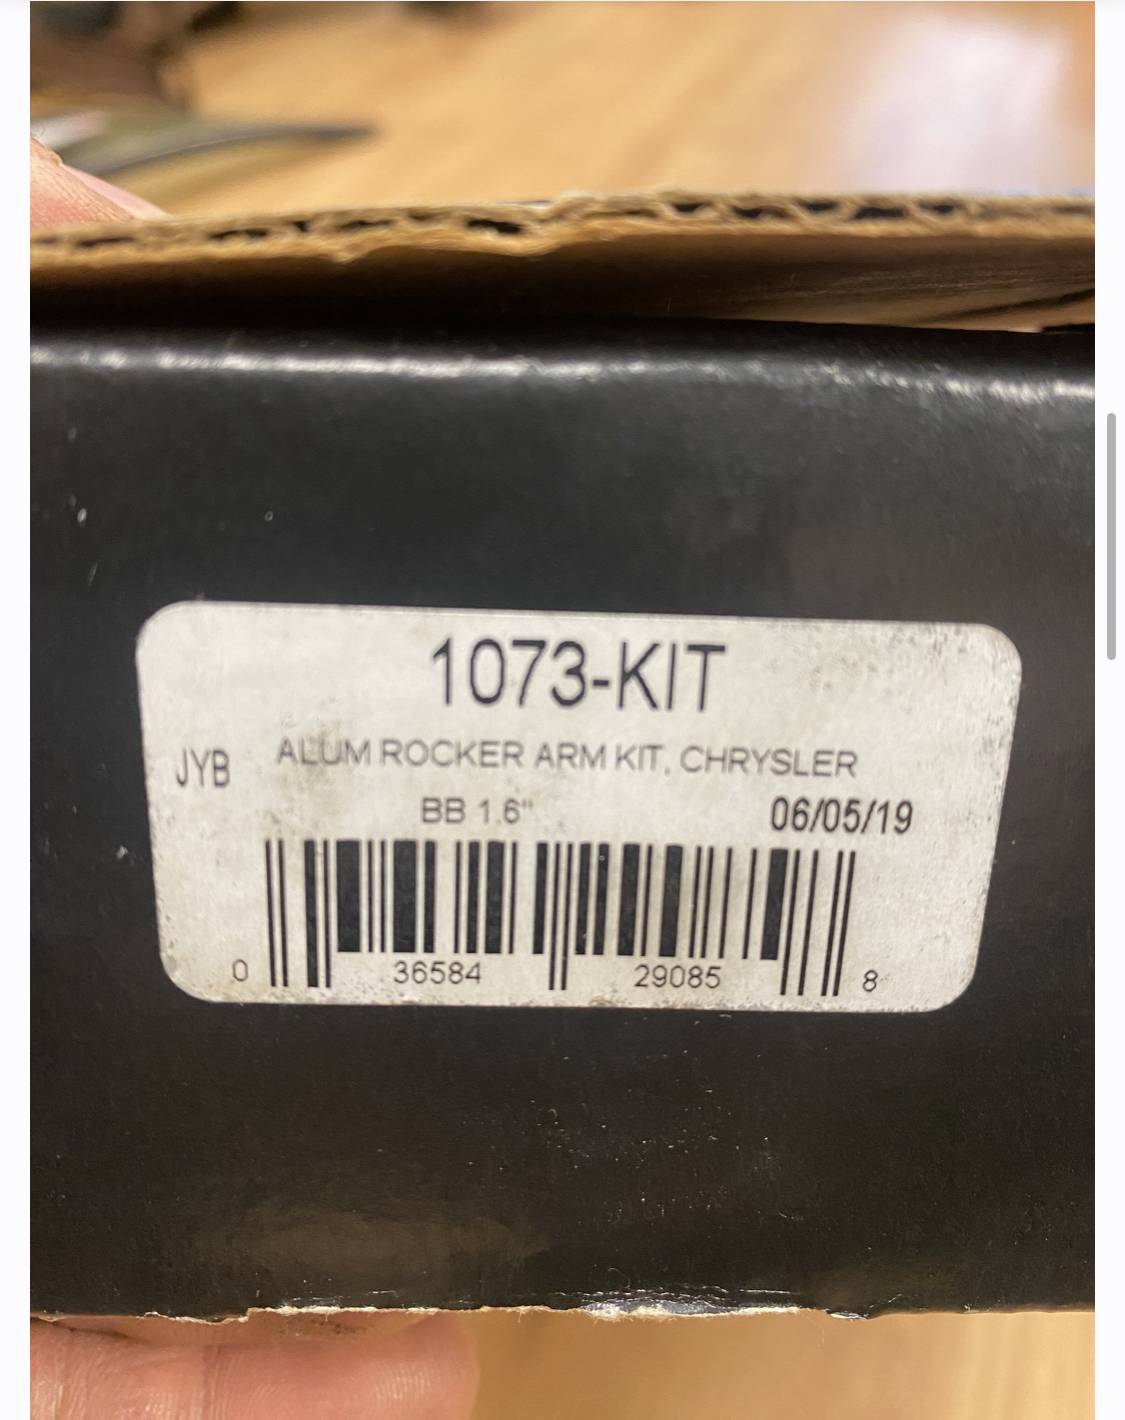 1073-KIT
JYB ALUM ROCKER ARM KIT, CHRYSLER
BB 1.6" 06/05/19
0 36584 29085 8